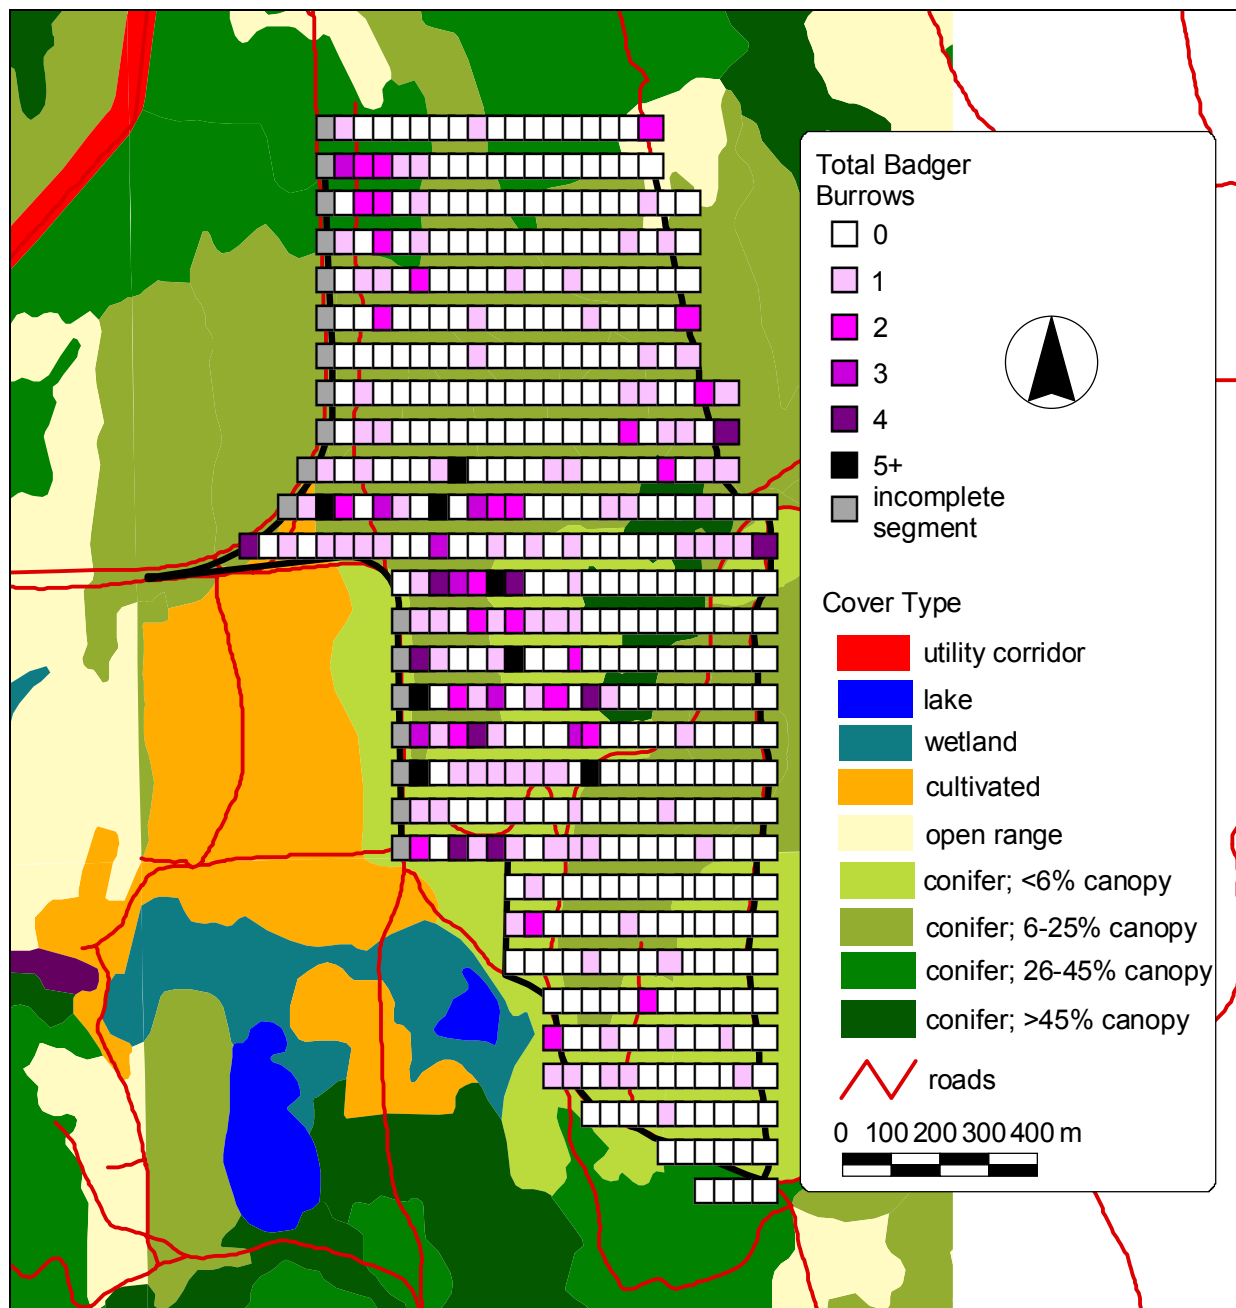 Total Badger
Burrows
0
1
2
3
4
5+
incomplete
segment
Cover Type
utility corridor
lake
wetland
cultivated
open range
conifer; <6% canopy
conifer; 6-25% canopy
conifer; 26-45% canopy
conifer; >45% canopy
roads
0 100 200 300 400 m